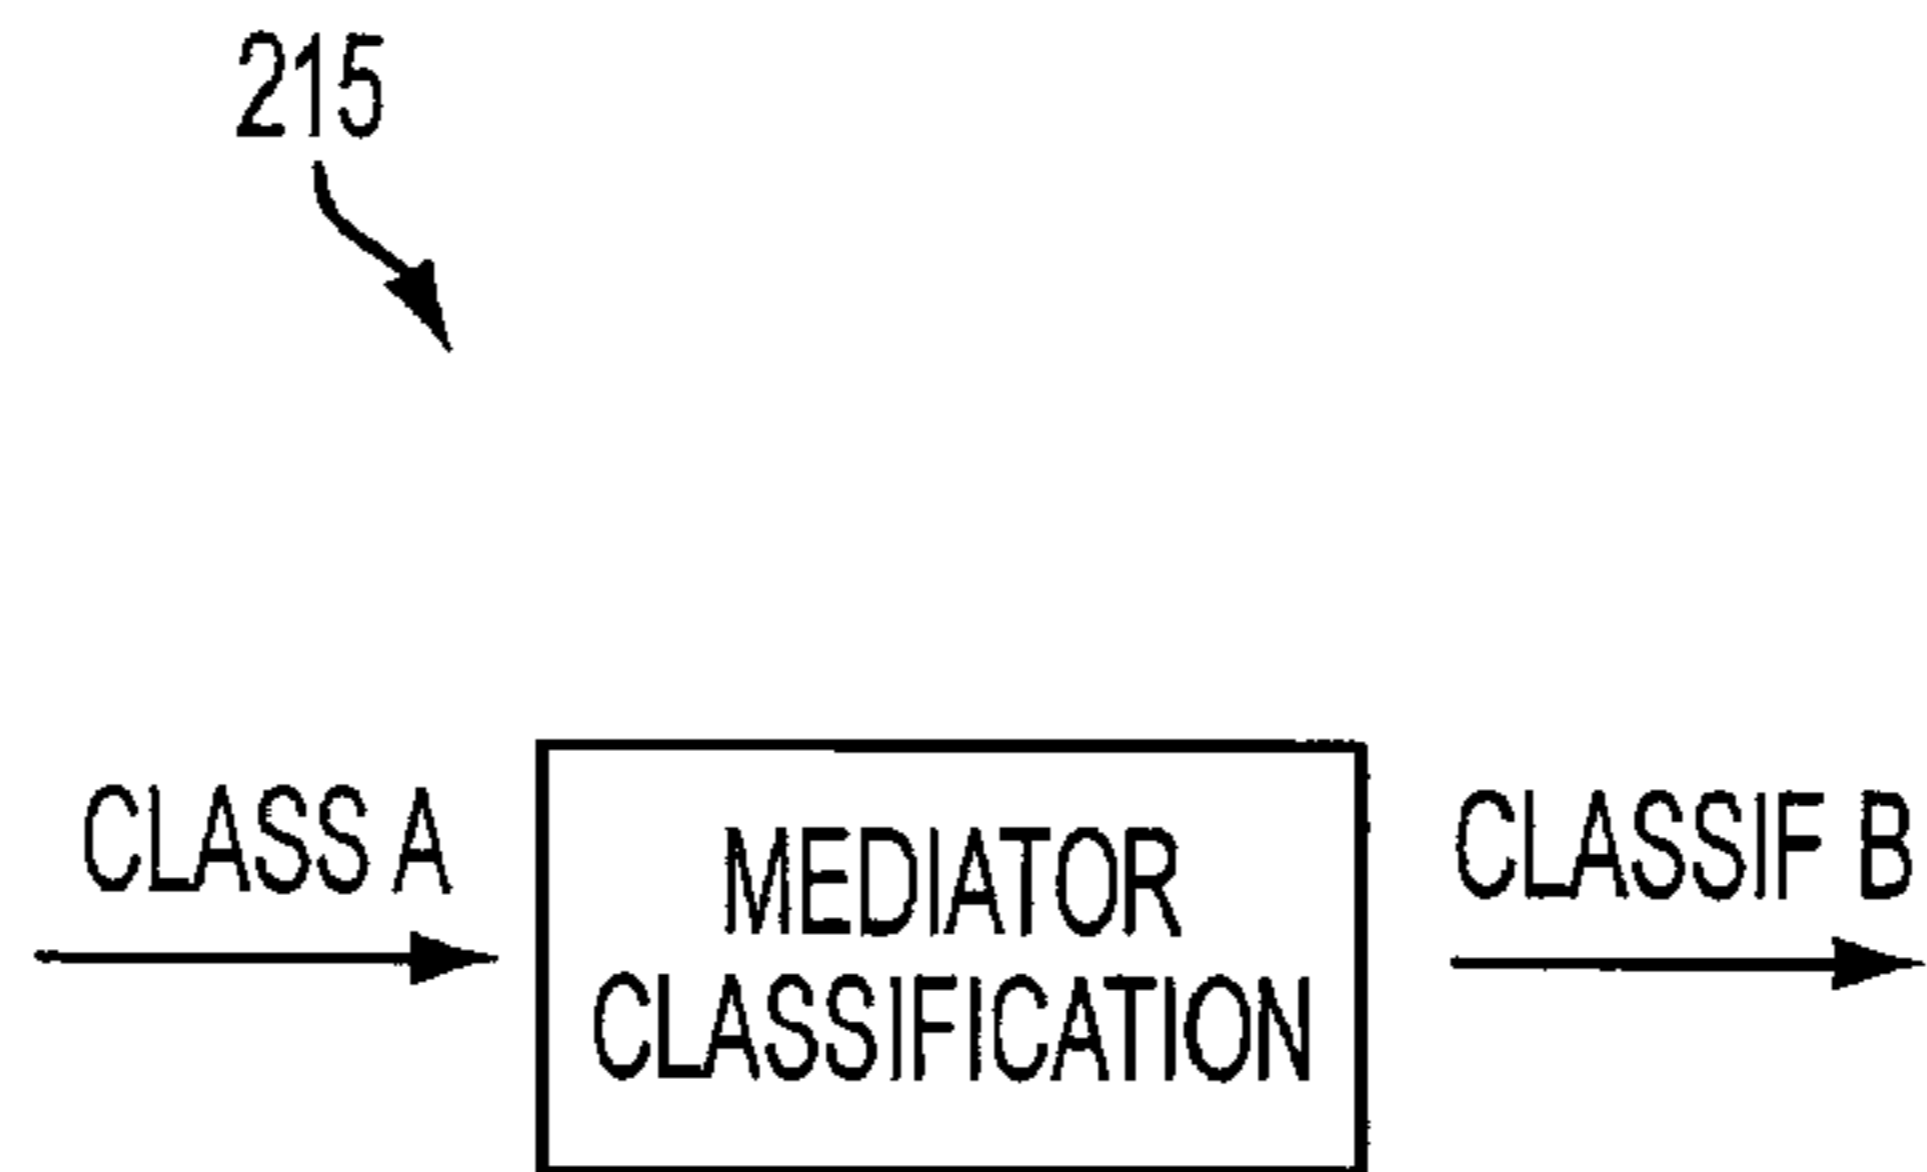 215
CLASS A
MEDIATOR
CLASSIFICATION
CLASSIF B